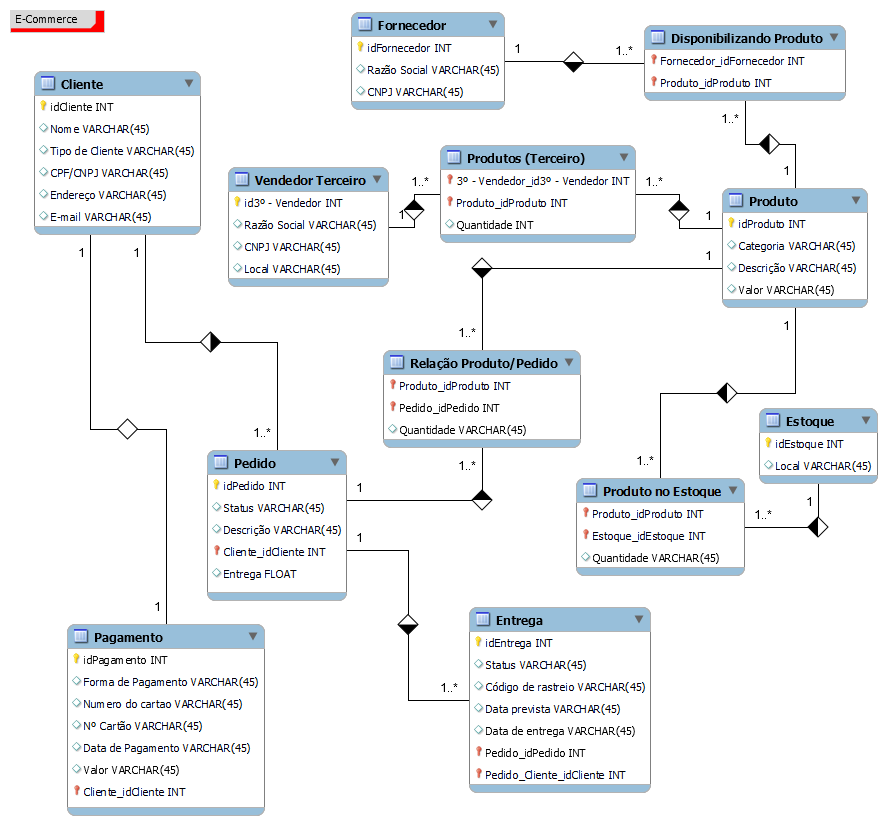 E-Commerce
Fornecedor
idFornecedor INT
Razão Social VARCHAR(45)
CNPJ VARCHAR(45)
1
1..*
Disponibilizando Produto
Fornecedor_idFornecedor INT
Produto_idProduto INT
1..*
1
Cliente
idCliente INT
Nome VARCHAR(45)
Tipo de Cliente VARCHAR(45)
CPF/CNPJ VARCHAR(45)
Endereço VARCHAR(45)
E-mail VARCHAR(45)
1
1
Vendedor Terceiro
id3º - Vendedor INT
Razão Social VARCHAR(45)
CNPJ VARCHAR(45)
Local VARCHAR(45)
1..*
1
Produtos (Terceiro)
3º - Vendedor_id3º - Vendedor INT
Produto_idProduto INT
Quantidade INT
1..*
1
Produto
idProduto INT
Categoria VARCHAR(45)
Descrição VARCHAR(45)
Valor VARCHAR(45)
1
1
1..*
Relação Produto/Pedido
Produto_idProduto INT
Pedido_idPedido INT
Quantidade VARCHAR(45)
1..*
1..*
Estoque
idEstoque INT
Local VARCHAR(45)
1
1..*
Produto no Estoque
Produto_idProduto INT
Estoque_idEstoque INT
Quantidade VARCHAR(45)
1..*
Pedido
idPedido INT
Status VARCHAR(45)
Descrição VARCHAR(45)
Cliente_idCliente INT
Entrega FLOAT
1
1
1
Pagamento
idPagamento INT
Forma de Pagamento VARCHAR(45)
Numero do cartao VARCHAR(45)
Nº Cartão VARCHAR(45)
Data de Pagamento VARCHAR(45)
Valor VARCHAR(45)
Cliente_idCliente INT
1..*
Entrega
idEntrega INT
Status VARCHAR(45)
Código de rastreio VARCHAR(45)
Data prevista VARCHAR(45)
Data de entrega VARCHAR(45)
Pedido_idPedido INT
Pedido_Cliente_idCliente INT